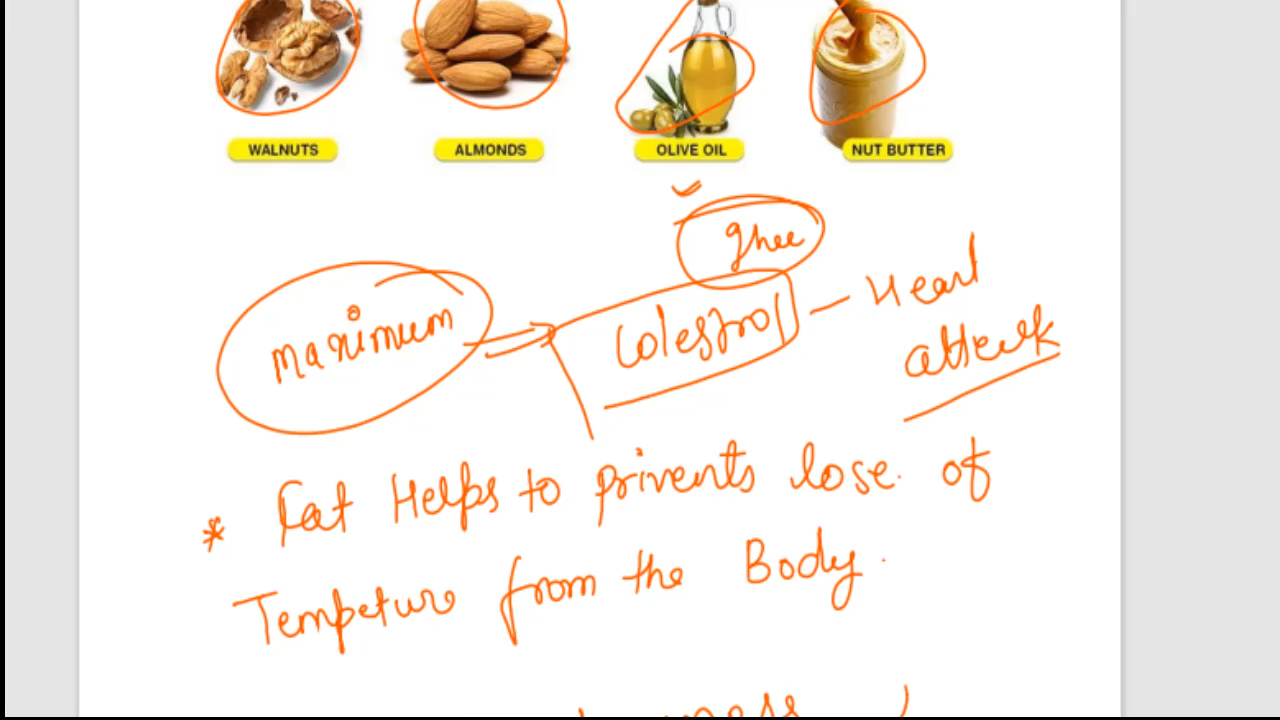 WALNUTS ALMONDS OLIVE OIL NUT BUTTER
ghee
maximum Colestrol - Heart
attack
* Fat Helps to privents lose. of
Tempeture from the Body.